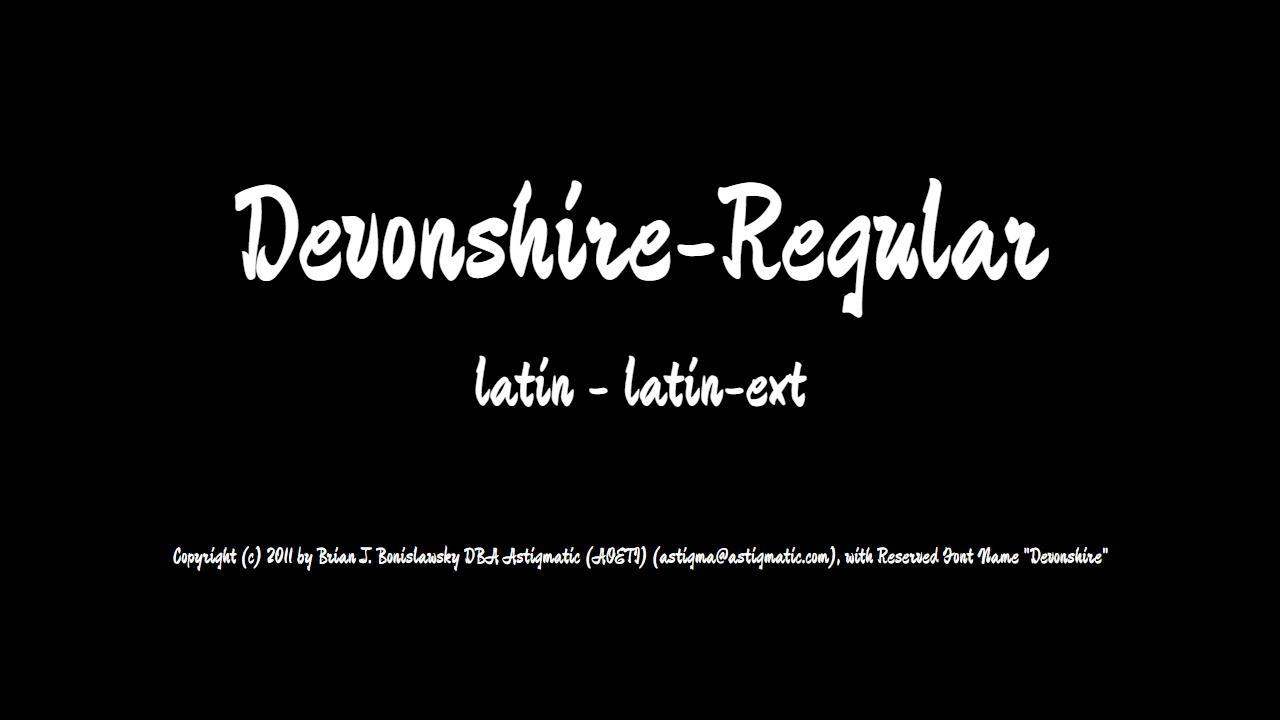 Devonshire-Regular
latin - latin-ext
Copyright (c) 2011 by Brian J. Bonislawsky DBA Astigmatic (AOETI) (astigma@astigmatic.com), with Reserved Font Name "Devonshire"